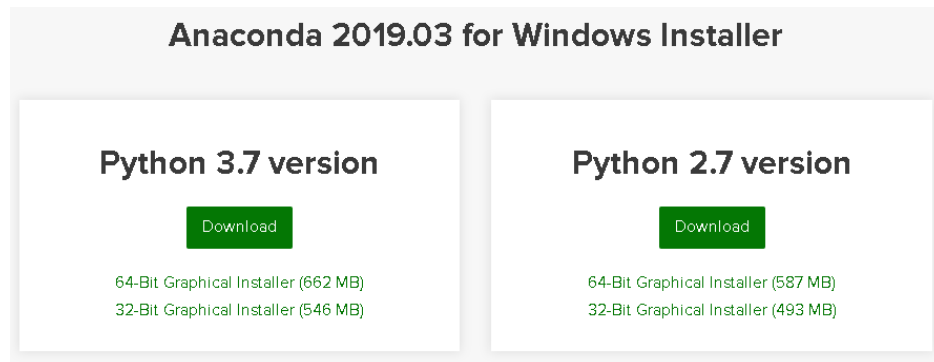 Anaconda 2019.03 for Windows Installer
Python 3.7 version
Download
64-Bit Graphical Installer (662 MB)
32-Bit Graphical Installer (546 MB)
Python 2.7 version
Download
64-Bit Graphical Installer (587 MB)
32-Bit Graphical Installer (493 MB)